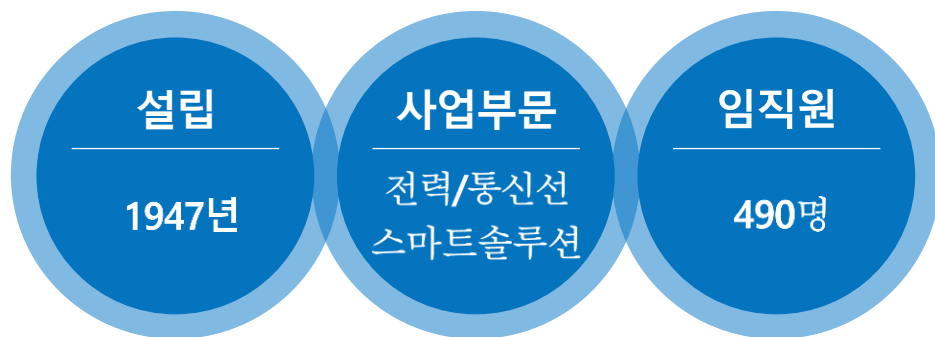 설립
1947년
사업부문
전력/통신선
스마트솔루션
임직원
490명